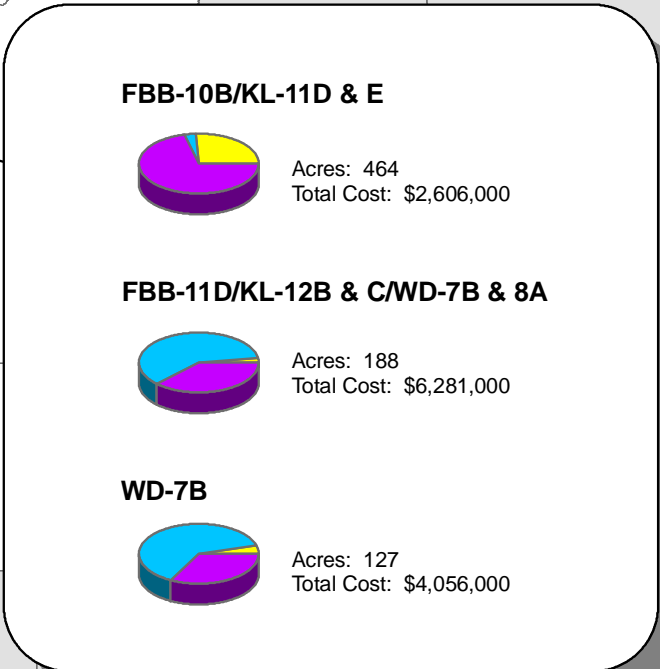 FBB-10B/KL-11D & E
Acres: 464
Total Cost: $2,606,000
FBB-11D/KL-12B & C/WD-7B & 8A
Acres: 188
Total Cost: $6,281,000
WD-7B
Acres: 127
Total Cost: $4,056,000